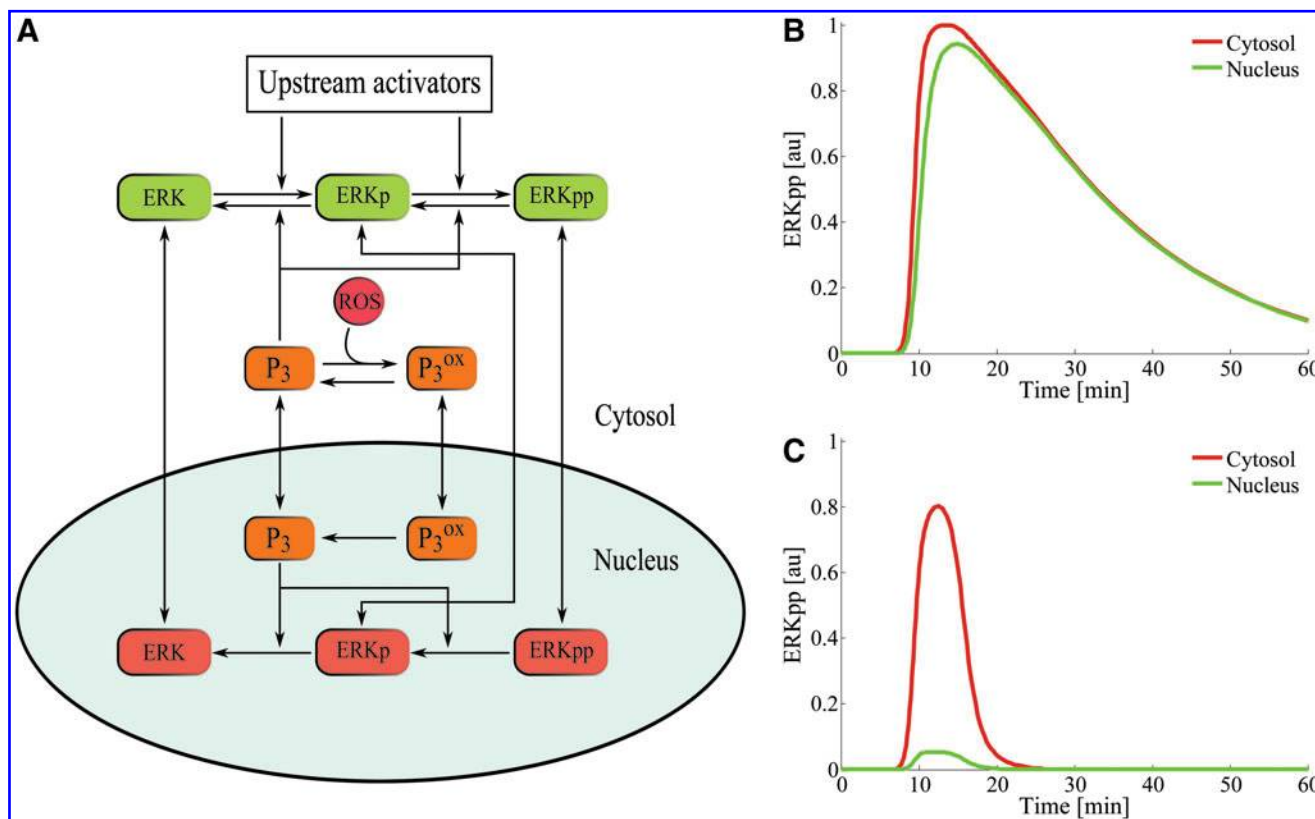 A
Upstream activators
ERK
ERKp
ERKpp
ROS
P₃
P₃ᵒˣ
Cytosol
P₃
P₃ᵒˣ
Nucleus
ERK
ERKp
ERKpp
B
Cytosol
Nucleus
ERKpp [au]
1
0.8
0.6
0.4
0.2
0
0 10 20 30 40 50 60
Time [min]
C
Cytosol
Nucleus
ERKpp [au]
1
0.8
0.6
0.4
0.2
0
0 10 20 30 40 50 60
Time [min]